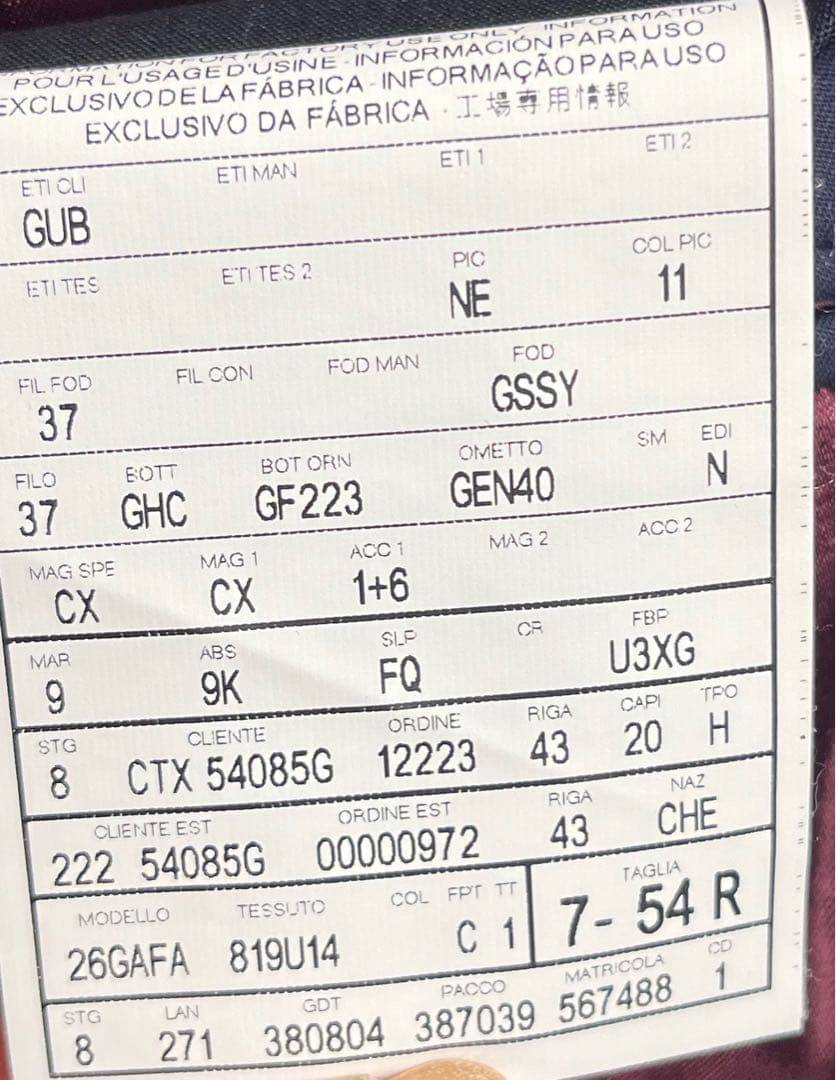 INFORMATION FOR FACTORY USE ONLY INFORMATION
POUR L'USAGE D'USINE - INFORMACIÓN PARA USO
EXCLUSIVO DE LA FÁBRICA - INFORMAÇÃO PARA USO
EXCLUSIVO DA FÁBRICA · 工場専用情報
ETI CLI ETI MAN ETI 1 ETI 2
GUB
ETI TES ETI TES 2 PIC COL PIC
NE 11
FIL FOD FIL CON FOD MAN FOD
37 GSSY
FILO BOTT BOT ORN OMETTO SM EDI
37 GHC GF223 GEN40 N
MAG SPE MAG 1 ACC 1 MAG 2 ACC 2
CX CX 1+6
MAR ABS SLP CR FBP
9 9K FQ U3XG
STG CLIENTE ORDINE RIGA CAPI TPO
8 CTX 54085G 12223 43 20 H
CLIENTE EST ORDINE EST RIGA NAZ
222 54085G 00000972 43 CHE
MODELLO TESSUTO COL FPT TT TAGLIA
26GAFA 819U14 C 1 7- 54 R
STG LAN GDT PACCO MATRICOLA CD
8 271 380804 387039 567488 1